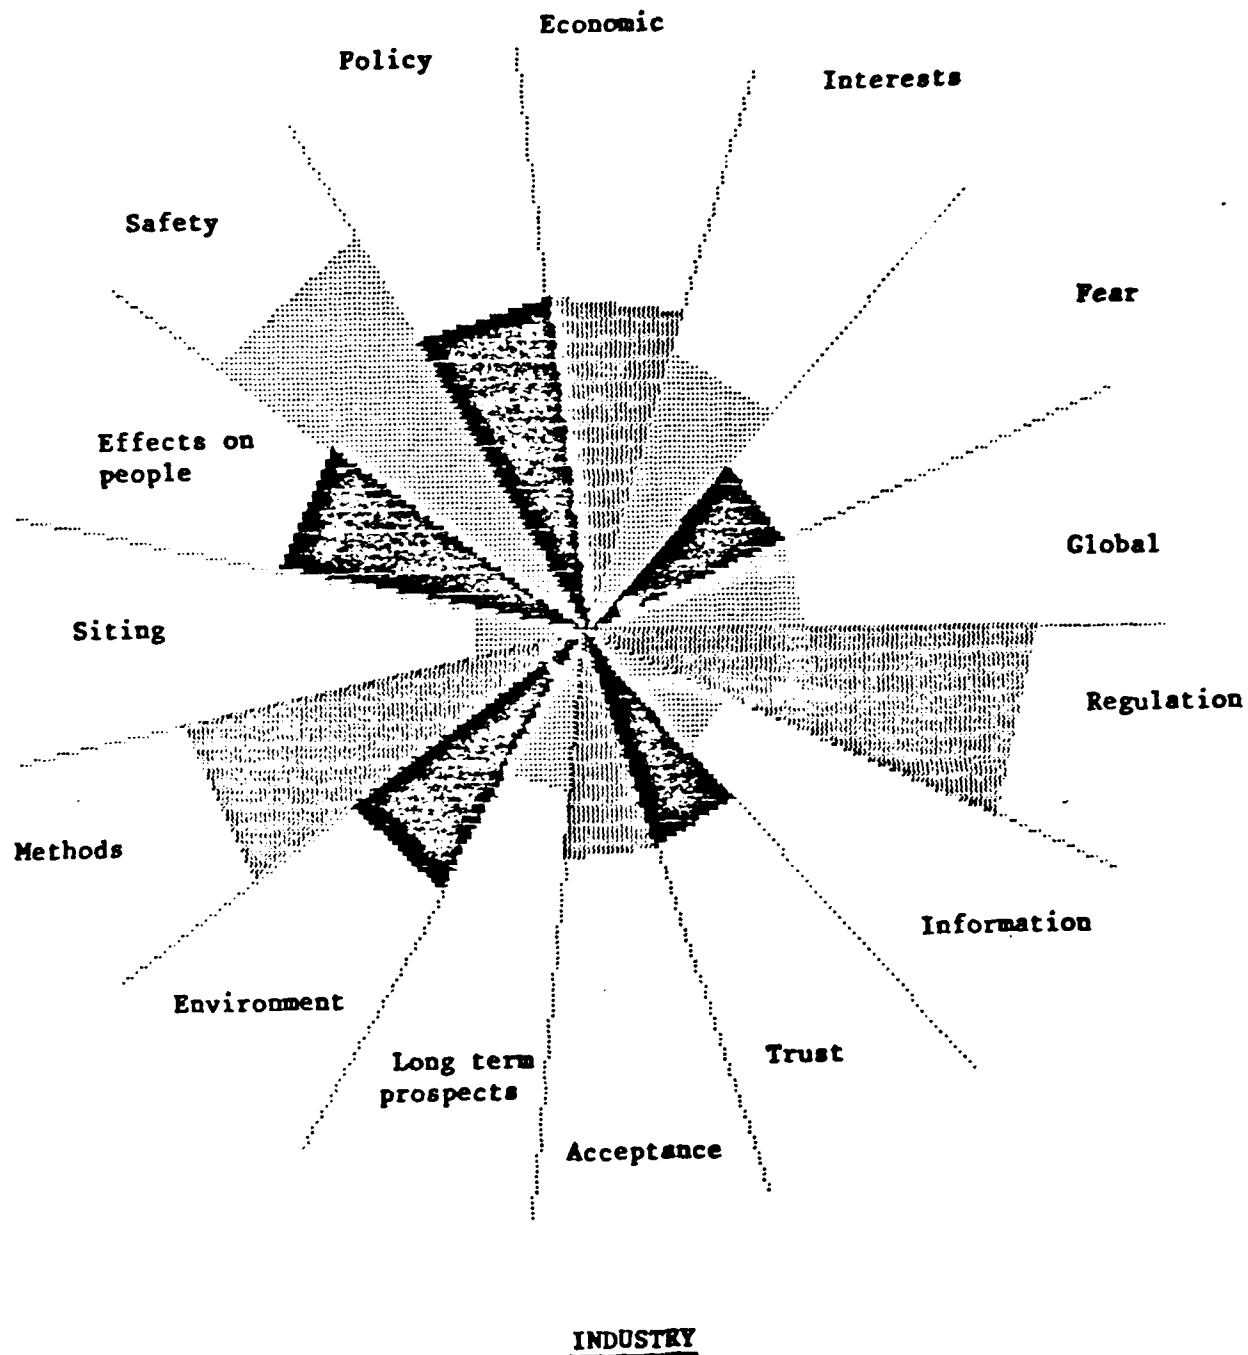 Economic
Policy
Interests
Safety
Fear
Effects on
people
Global
Siting
Regulation
Methods
Information
Environment
Long term
prospects
Trust
Acceptance
INDUSTRY